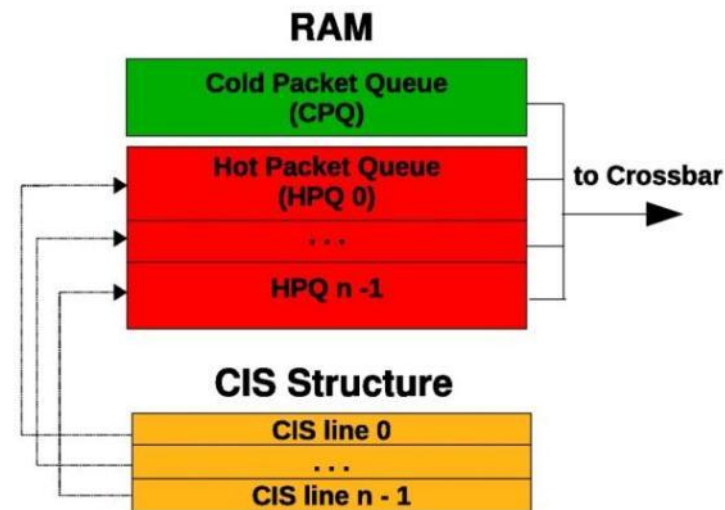 RAM
Cold Packet Queue
(CPQ)
Hot Packet Queue
(HPQ 0)
to Crossbar
. . .
HPQ n -1
CIS Structure
CIS line 0
. . .
CIS line n - 1